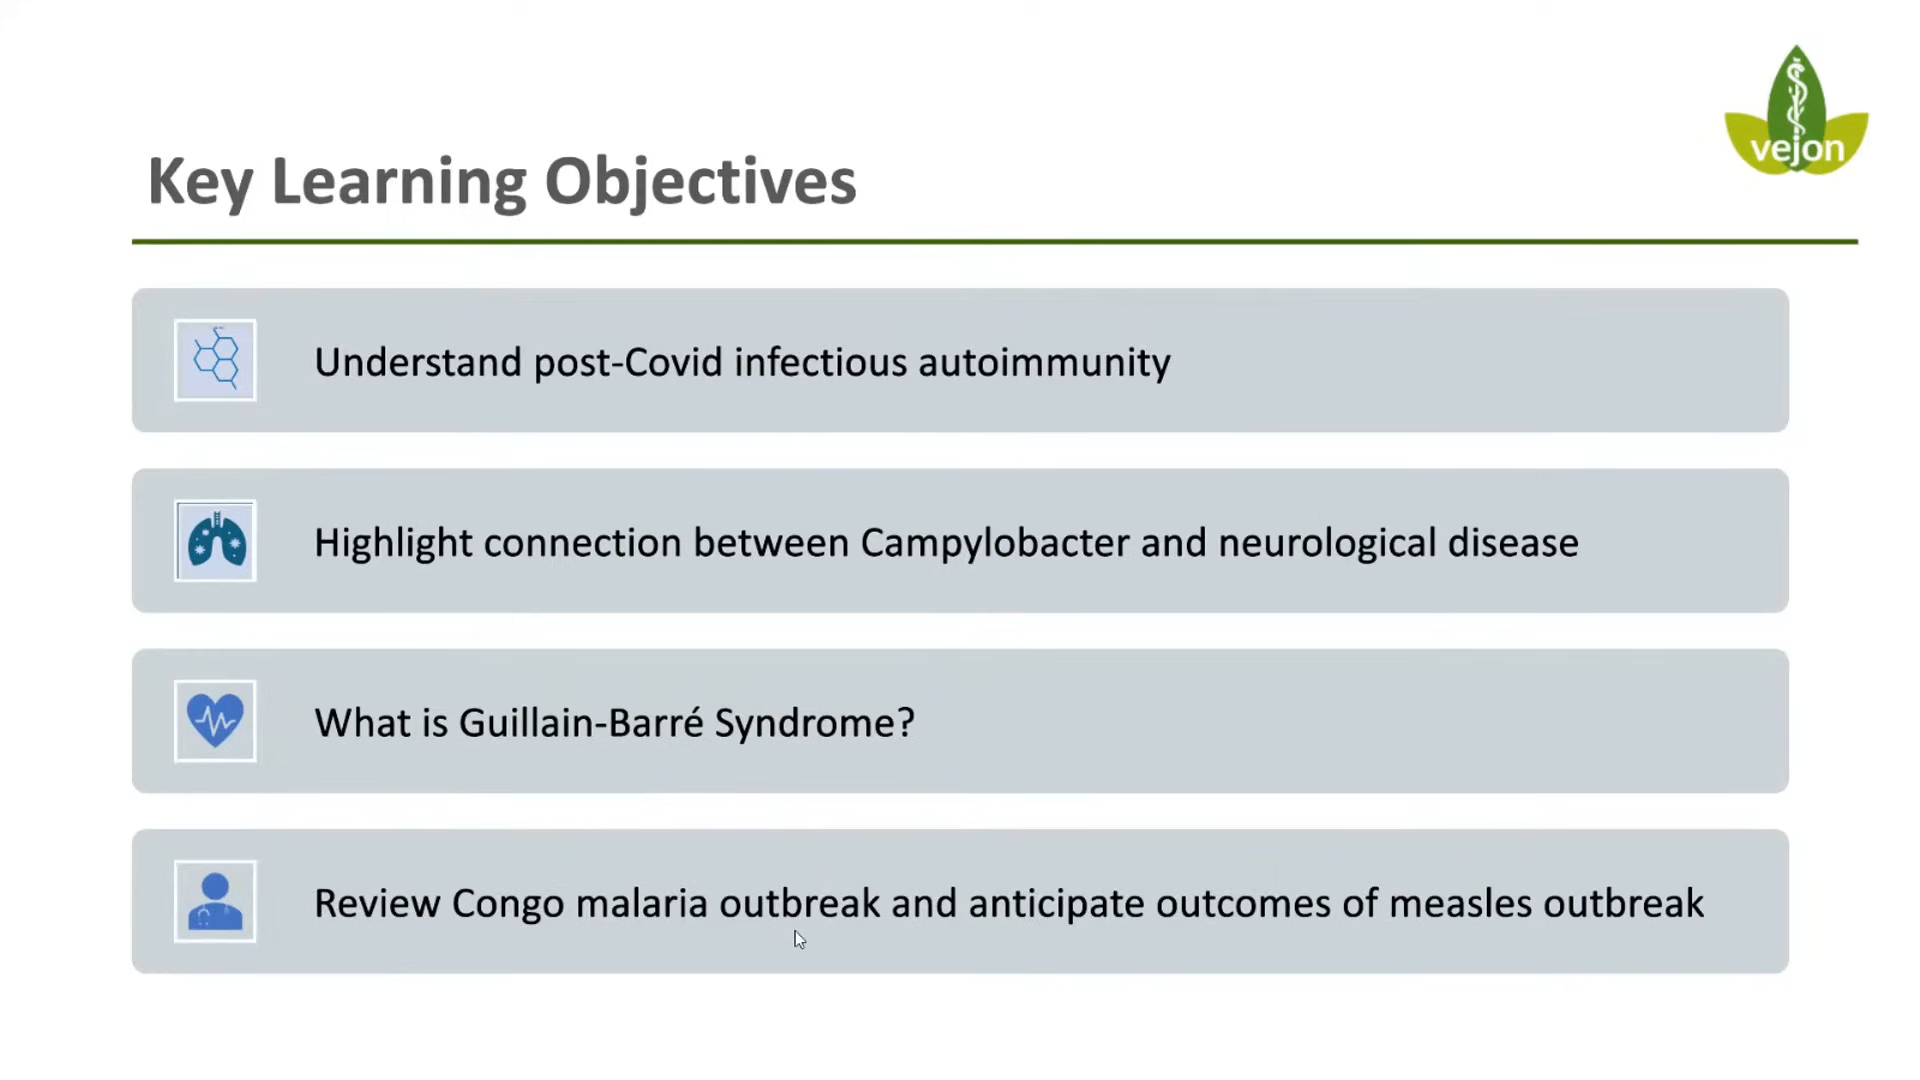 vejon
Key Learning Objectives
Understand post-Covid infectious autoimmunity
Highlight connection between Campylobacter and neurological disease
What is Guillain-Barré Syndrome?
Review Congo malaria outbreak and anticipate outcomes of measles outbreak